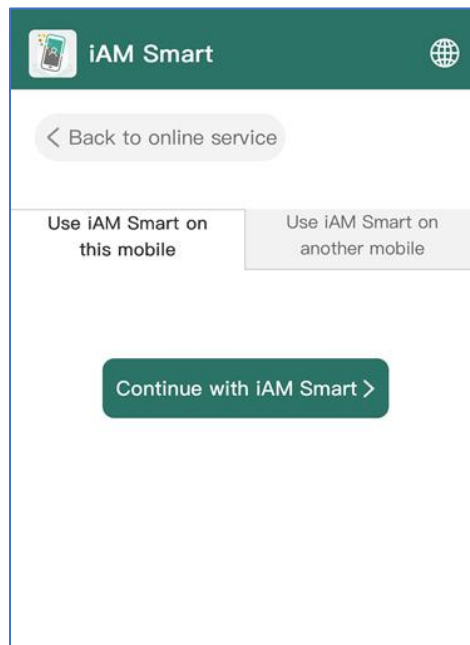 iAM Smart
Back to online service
Use iAM Smart on
this mobile
Use iAM Smart on
another mobile
Continue with iAM Smart